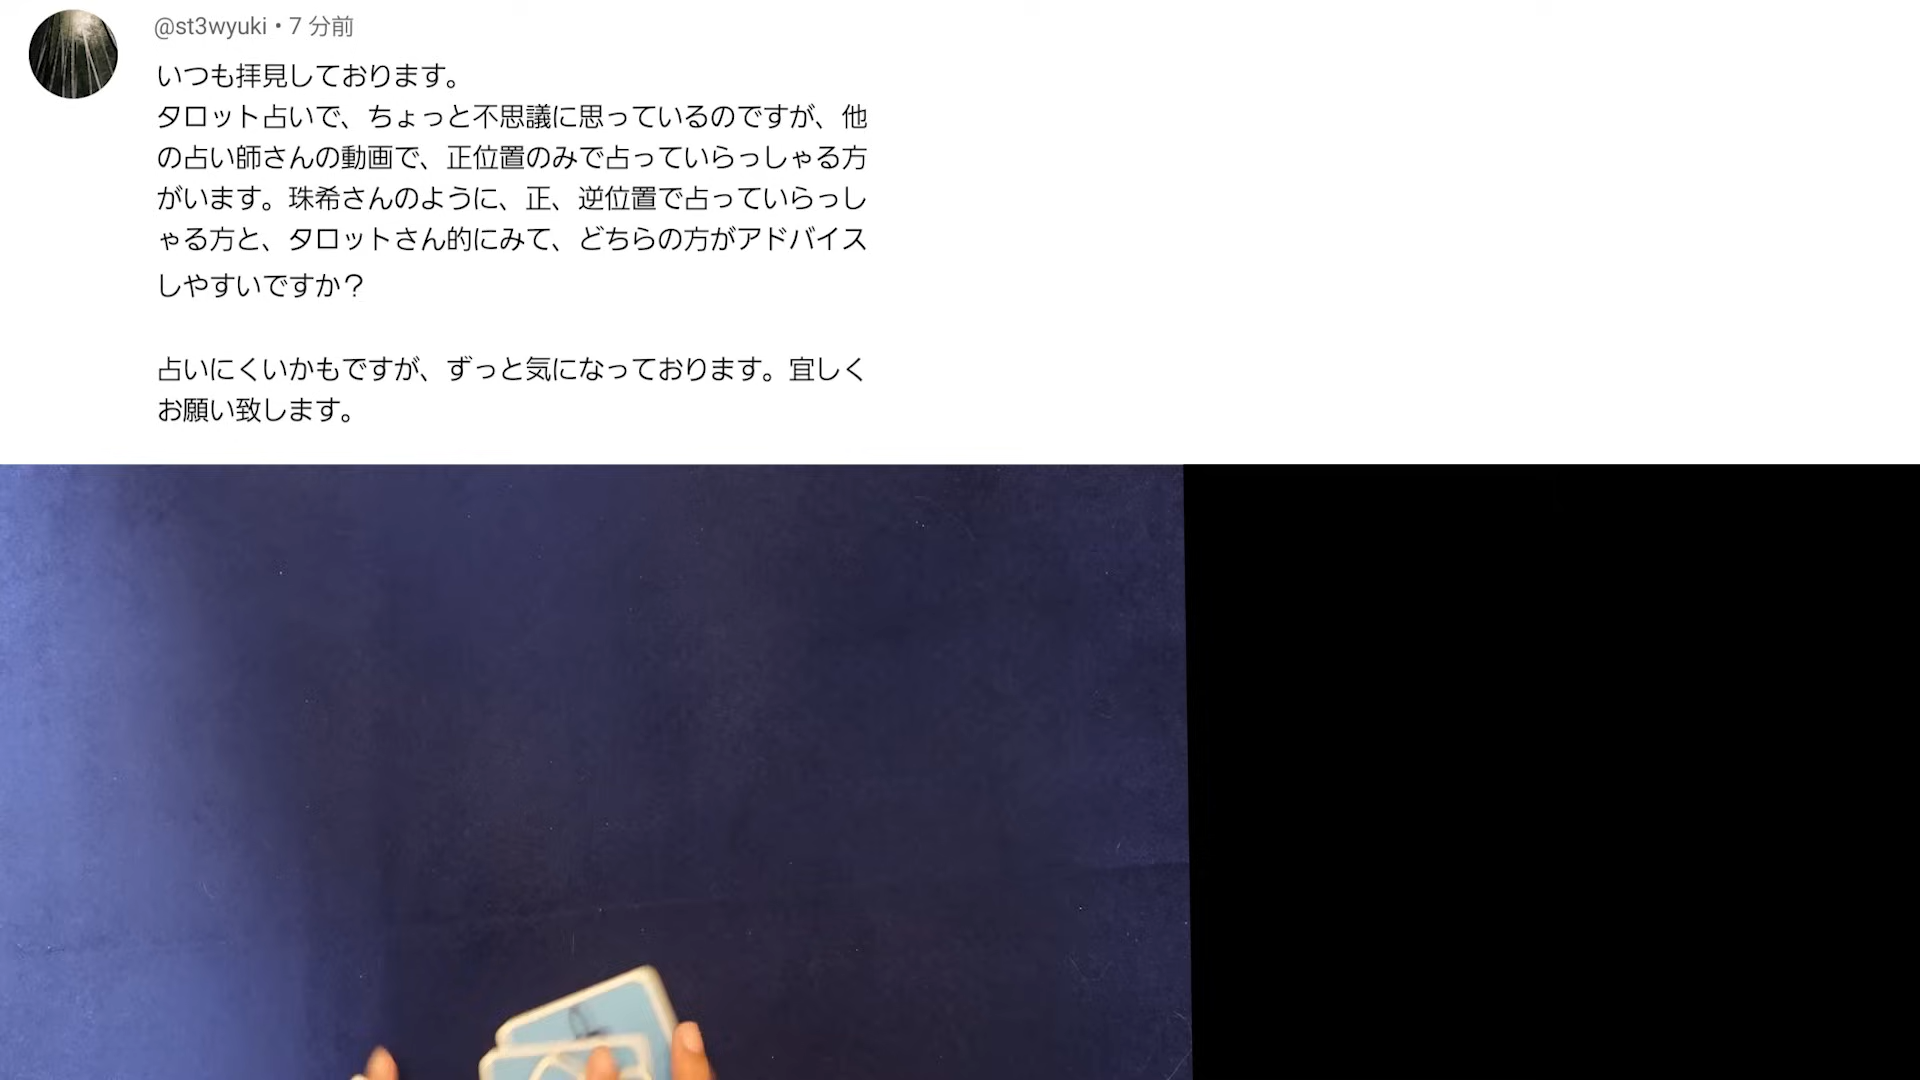 @st3wyuki • 7 分前
いつも拝見しております。
タロット占いで、ちょっと不思議に思っているのですが、他
の占い師さんの動画で、正位置のみで占っていらっしゃる方
がいます。珠希さんのように、正、逆位置で占っていらっし
ゃる方と、タロットさん的にみて、どちらの方がアドバイス
しやすいですか？
占いにくいかもですが、ずっと気になっております。宜しく
お願い致します。